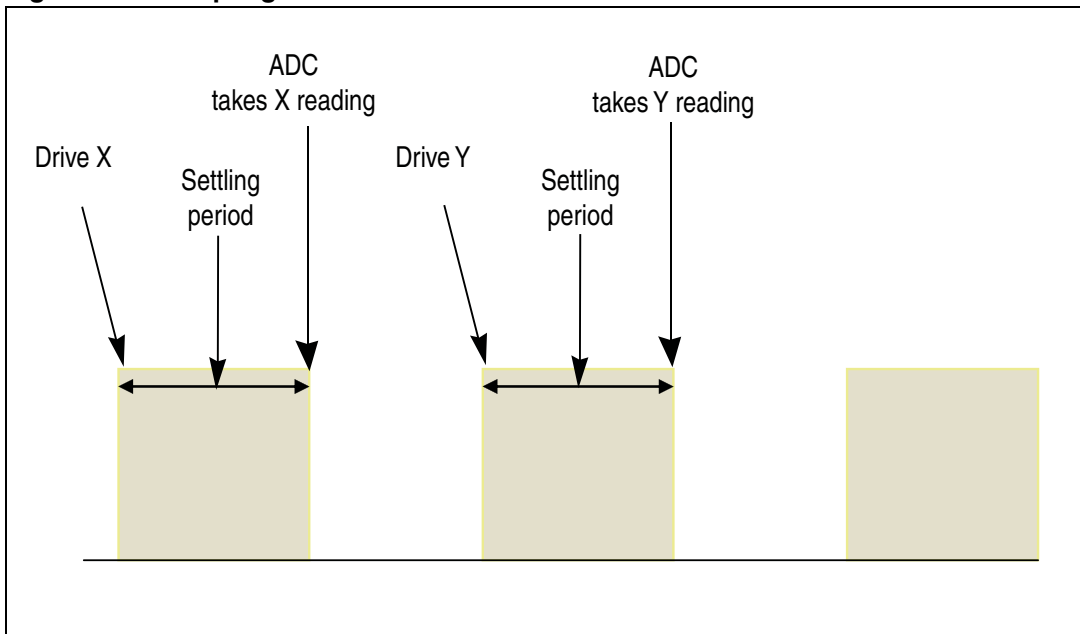 ADC
takes X reading
Drive X
Settling
period
ADC
takes Y reading
Drive Y
Settling
period